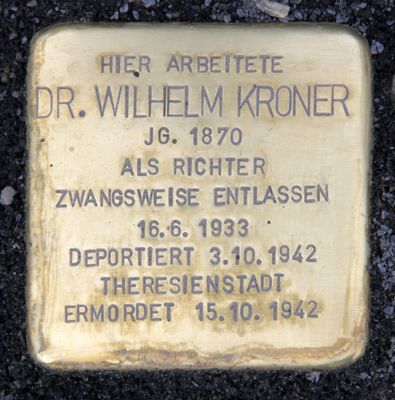 HIER ARBEITETE
DR. WILHELM KRONER
JG. 1870
ALS RICHTER
ZWANGSWEISE ENTLASSEN
16.6. 1933
DEPORTIERT 3.10.1942
THERESIENSTADT
ERMORDET 15.10.1942